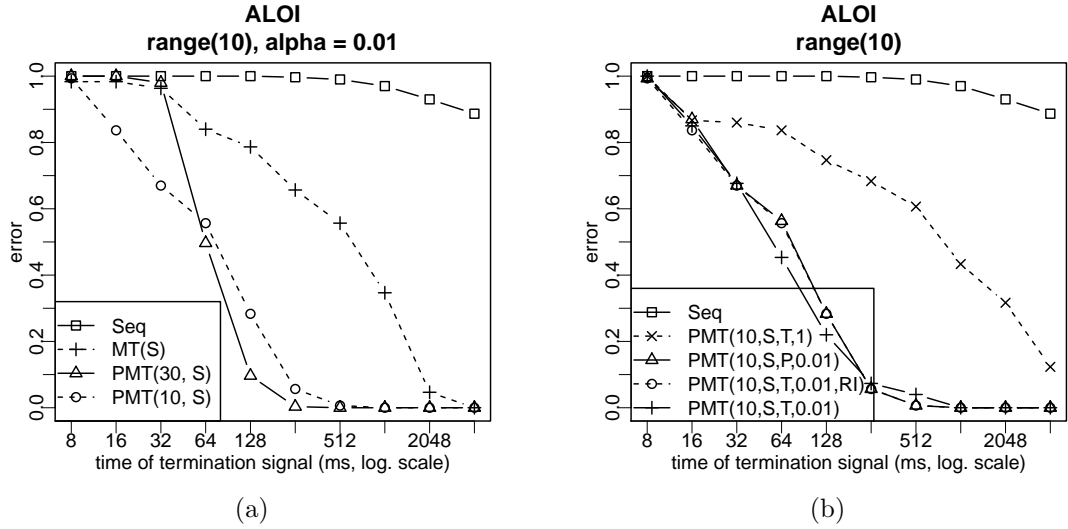 ALOI
range(10), alpha = 0.01
error
1.0
0.8
0.6
0.4
0.2
0.0
Seq
MT(S)
PMT(30, S)
PMT(10, S)
8 16 32 64 128 512 2048
time of termination signal (ms, log. scale)
(a)
ALOI
range(10)
error
1.0
0.8
0.6
0.4
0.2
0.0
Seq
PMT(10,S,T,1)
PMT(10,S,P,0.01)
PMT(10,S,T,0.01,RI)
PMT(10,S,T,0.01)
8 16 32 64 128 512 2048
time of termination signal (ms, log. scale)
(b)